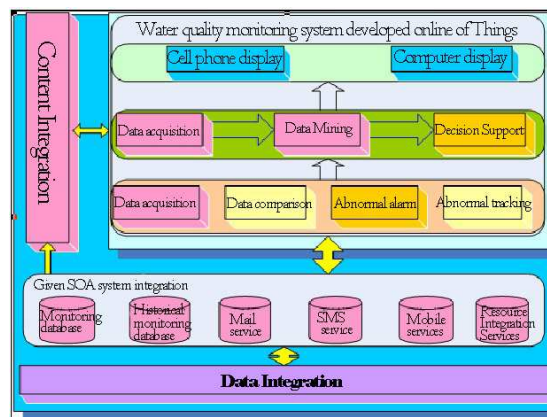 Water quality monitoring system developed online of Things
Cell phone display
Computer display
Content Integration
Data acquisition
Data Mining
Decision Support
Data acquisition
Data comparison
Abnormal alarm
Abnormal tracking
Given SOA system integration
Monitoring
database
Historical
monitoring
database
Mail
service
SMS
service
Mobile
services
Resource
Integration
Services
Data Integration